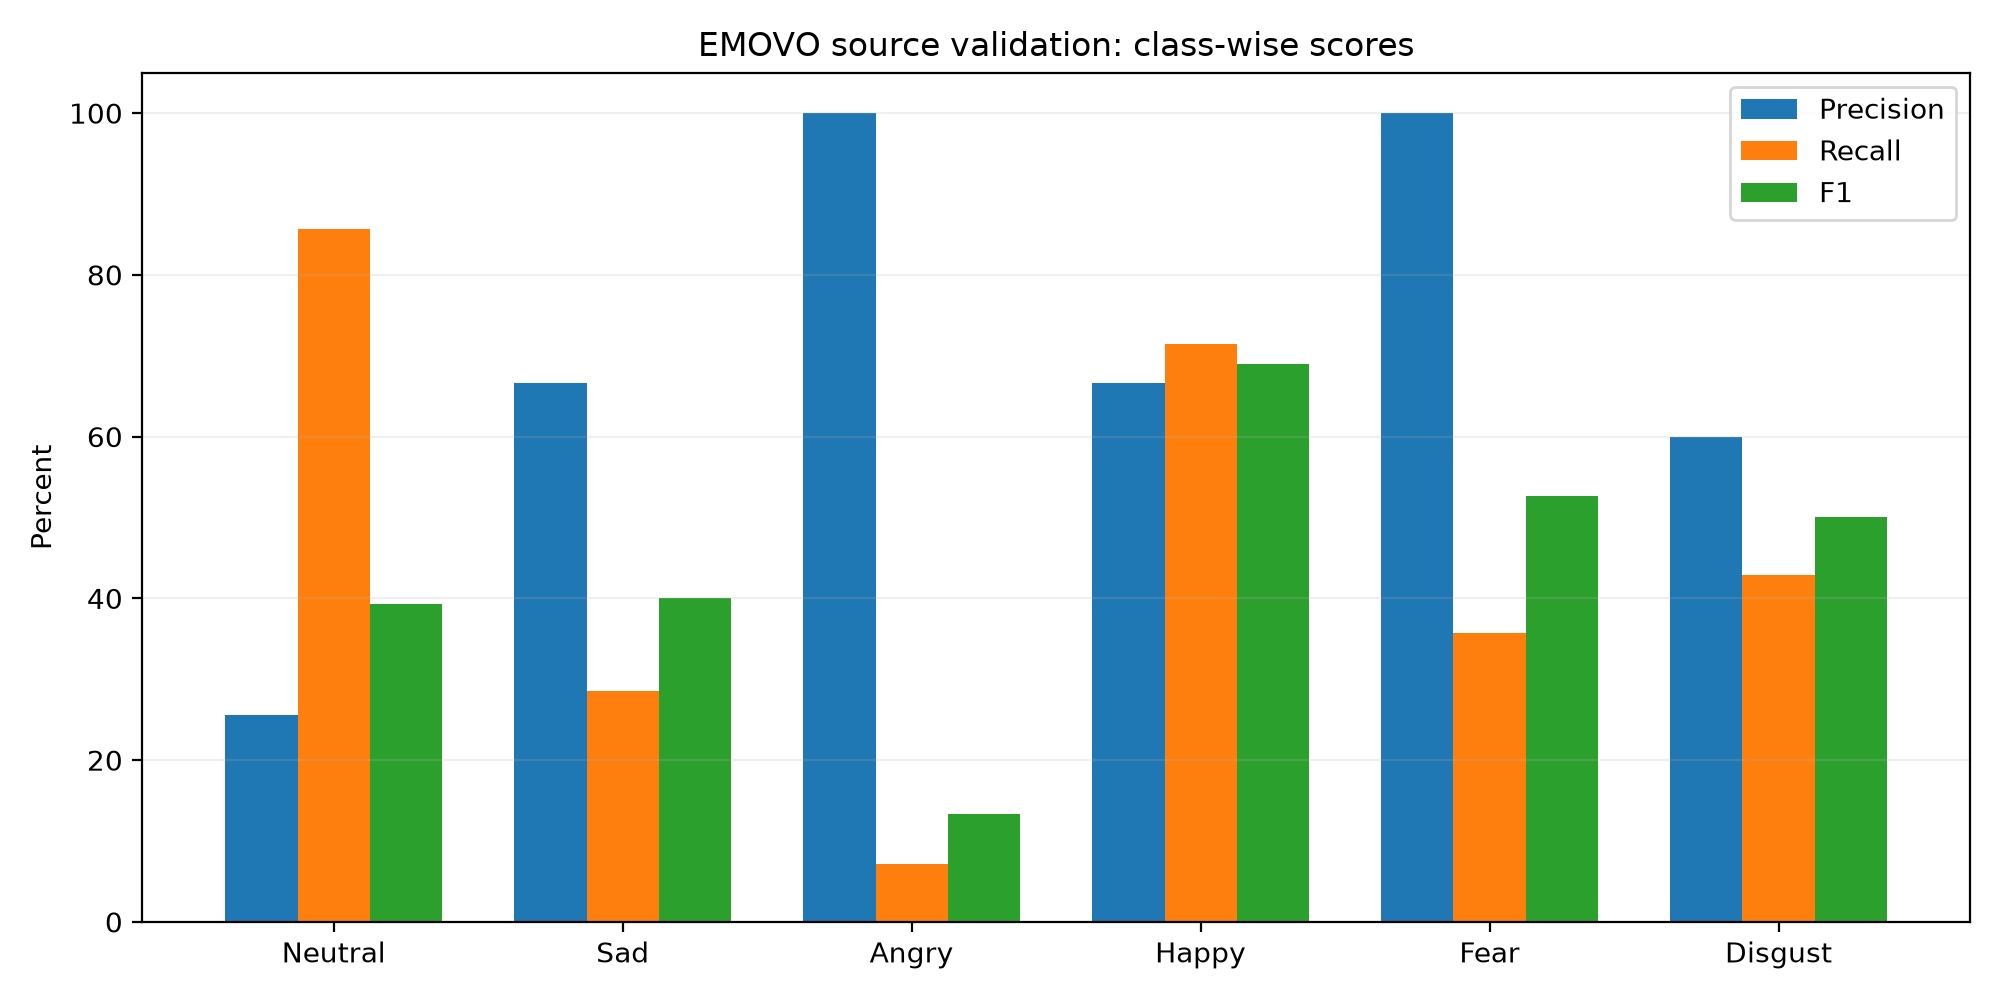 EMOVO source validation: class-wise scores
Precision
Recall
F1
Percent
100
80
60
40
20
0
Neutral
Sad
Angry
Happy
Fear
Disgust